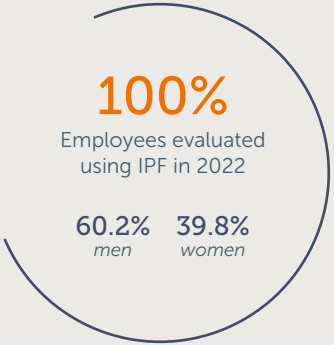 100%
Employees evaluated
using IPF in 2022
60.2% 39.8%
men women